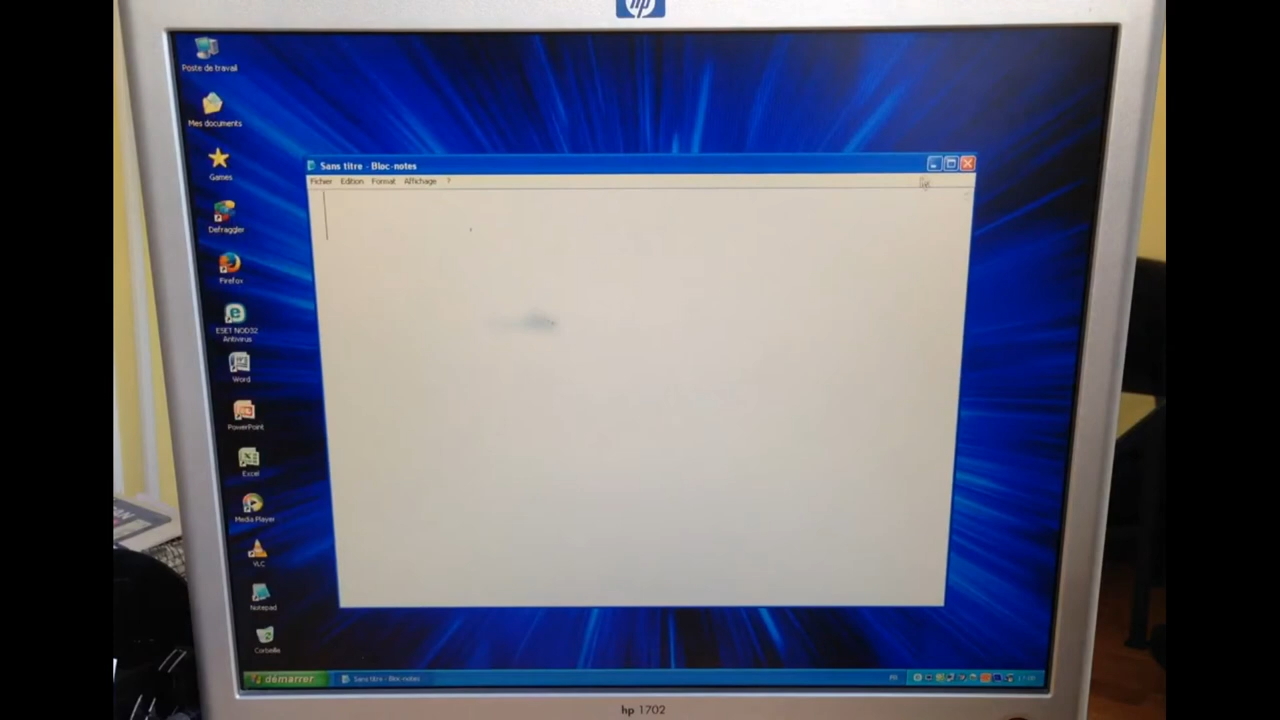 hp
Poste de travail
Mes documents
Games
Defraggler
Firefox
ESET NOD32
Antivirus
Word
PowerPoint
Excel
Media Player
VLC
Notepad
Corbeille
Sans titre - Bloc-notes
Fichier Edition Format Affichage ?
démarrer
Sans titre - Bloc-notes
FR
hp 1702